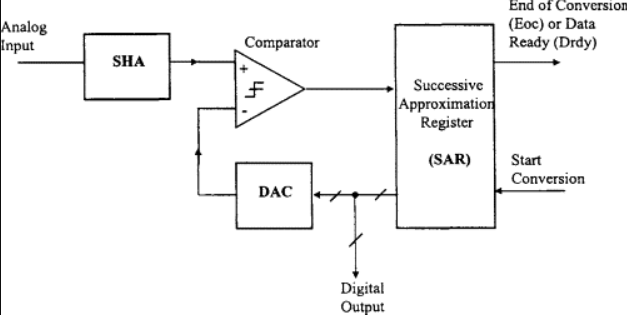 End of Conversion
(Eoc) or Data
Ready (Drdy)
Analog
Input
SHA
Comparator
+
-
Successive
Approximation
Register
(SAR)
Start
Conversion
DAC
Digital
Output